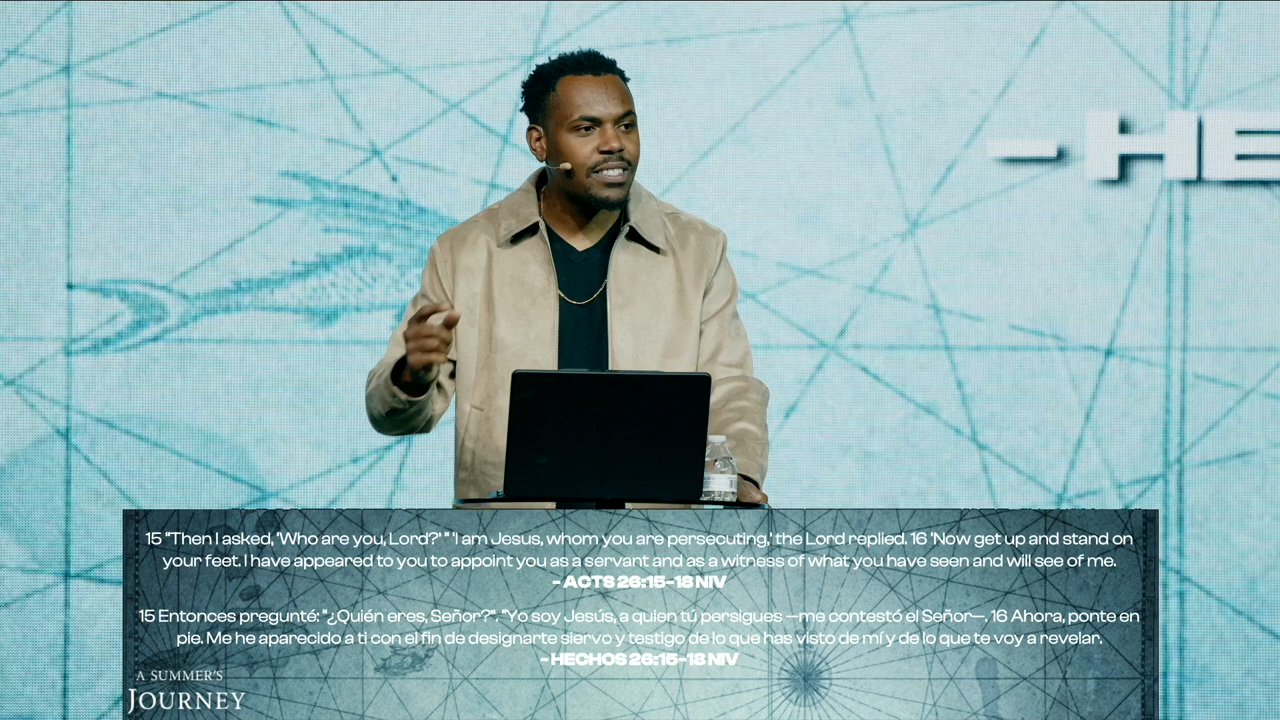 - HE
15 "Then I asked, 'Who are you, Lord?' " 'I am Jesus, whom you are persecuting,' the Lord replied. 16 'Now get up and stand on
your feet. I have appeared to you to appoint you as a servant and as a witness of what you have seen and will see of me.
- ACTS 26:15-18 NIV
15 Entonces pregunté: "¿Quién eres, Señor?". "Yo soy Jesús, a quien tú persigues —me contestó el Señor—. 16 Ahora, ponte en
pie. Me he aparecido a ti con el fin de designarte siervo y testigo de lo que has visto de mí y de lo que te voy a revelar.
- HECHOS 26:15-18 NIV
A SUMMER'S
JOURNEY